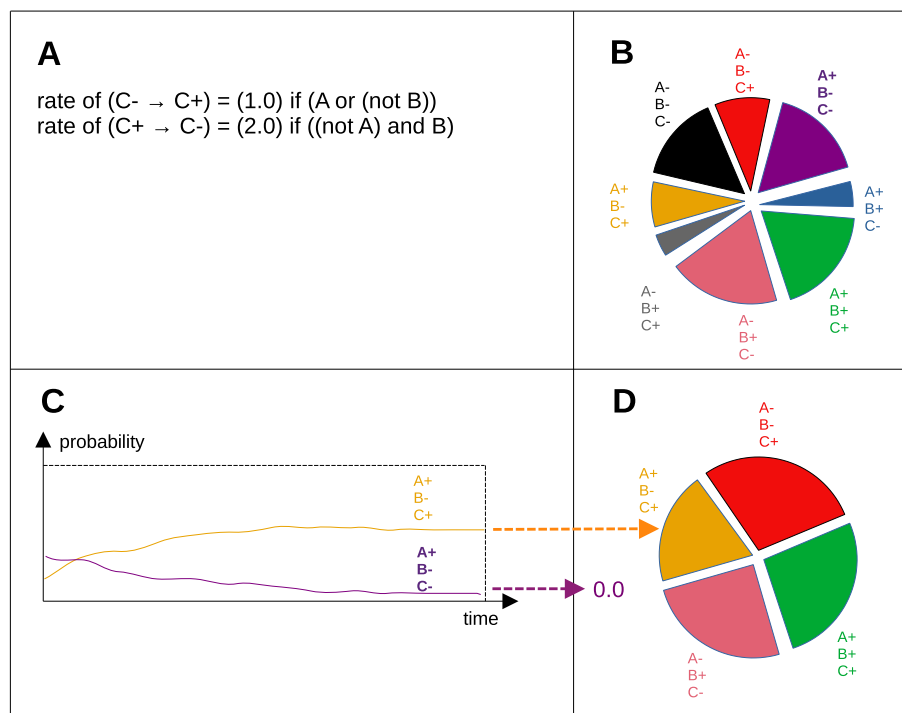 A
rate of (C- → C+) = (1.0) if (A or (not B))
rate of (C+ → C-) = (2.0) if ((not A) and B)
B
A-
B-
C+
A+
B-
C-
A-
B-
C-
A+
B+
C-
A+
B-
C+
A-
B+
C+
A+
B+
C+
A-
B+
C-
C
probability
A+
B-
C+
A+
B-
C-
time
0.0
D
A-
B-
C+
A+
B-
C+
A+
B+
C+
A-
B+
C-